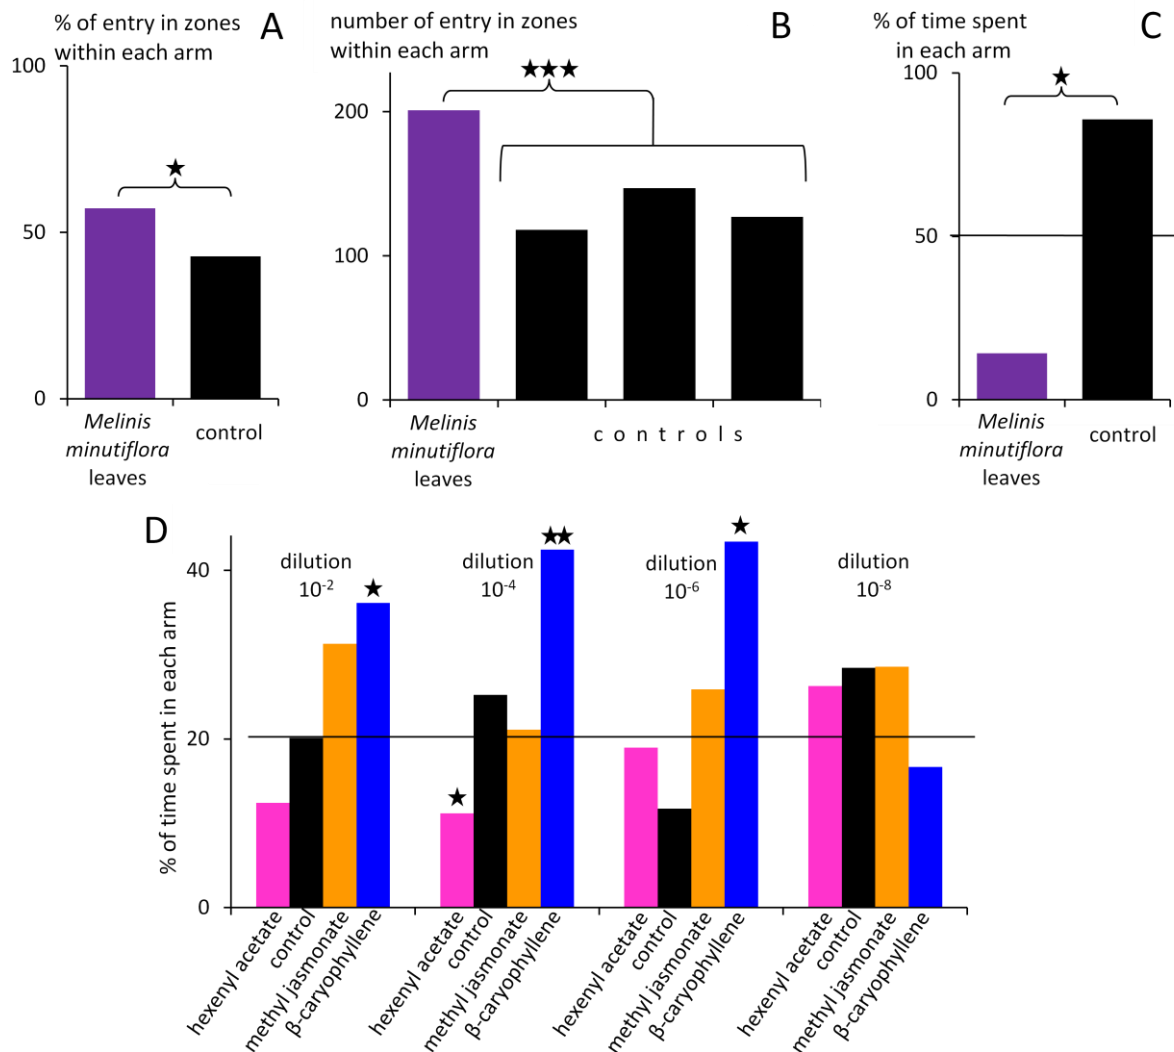 % of entry in zones
within each arm
A
100
50
0
★
Melinis
minutiflora
leaves
control
number of entry in zones
within each arm
B
200
100
0
★★★
Melinis
minutiflora
leaves
c o n t r o l s
% of time spent
in each arm
C
100
50
0
★
Melinis
minutiflora
leaves
control
D
% of time spent in each arm
40
20
0
dilution
10-2
★
dilution
10-4
★
★★
dilution
10-6
★
dilution
10-8
hexenyl acetate
control
methyl jasmonate
β-caryophyllene
hexenyl acetate
control
methyl jasmonate
β-caryophyllene
hexenyl acetate
control
methyl jasmonate
β-caryophyllene
hexenyl acetate
control
methyl jasmonate
β-caryophyllene